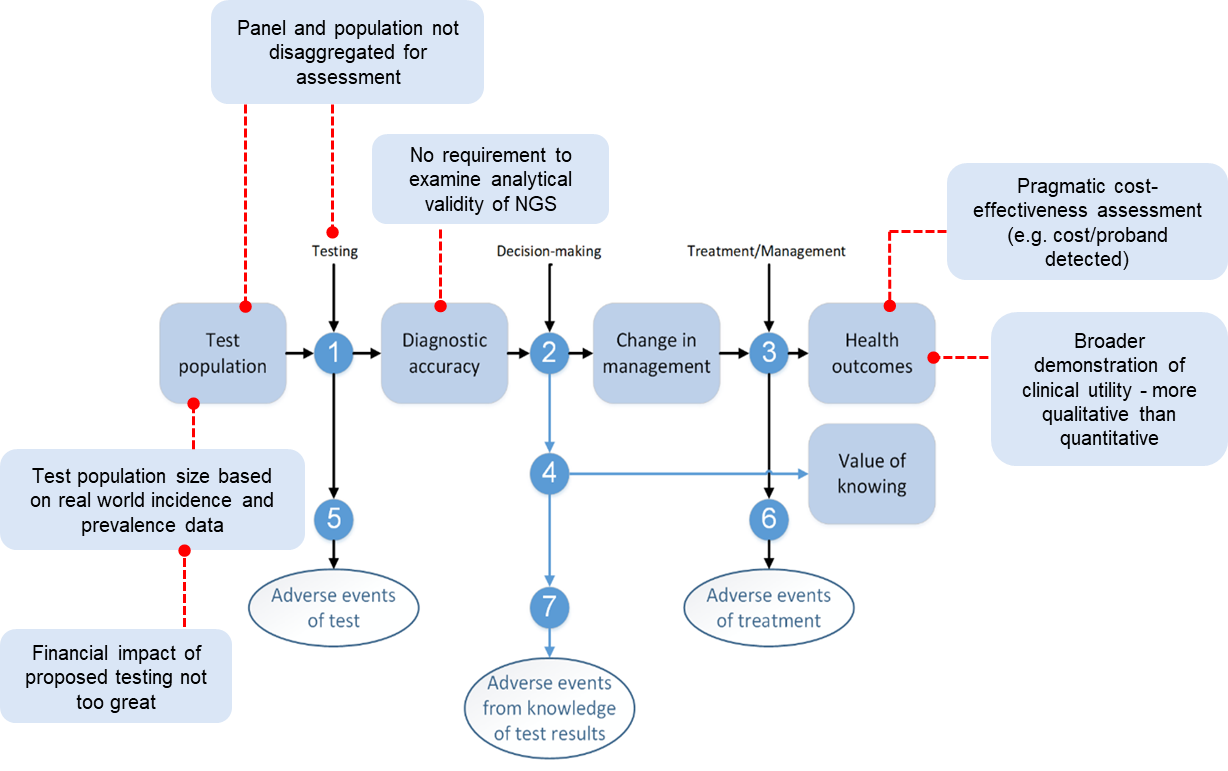 Panel and population not
disaggregated for
assessment
No requirement to
examine analytical
validity of NGS
Pragmatic cost-
effectiveness assessment
(e.g. cost/proband
detected)
Testing
Decision-making
Treatment/Management
Test
population
1
Diagnostic
accuracy
2
Change in
management
3
Health
outcomes
Broader
demonstration of
clinical utility - more
qualitative than
quantitative
Test population size based
on real world incidence and
prevalence data
4
Value of
knowing
5
6
Adverse events
of test
7
Adverse events
of treatment
Financial impact of
proposed testing not
too great
Adverse events
from knowledge
of test results